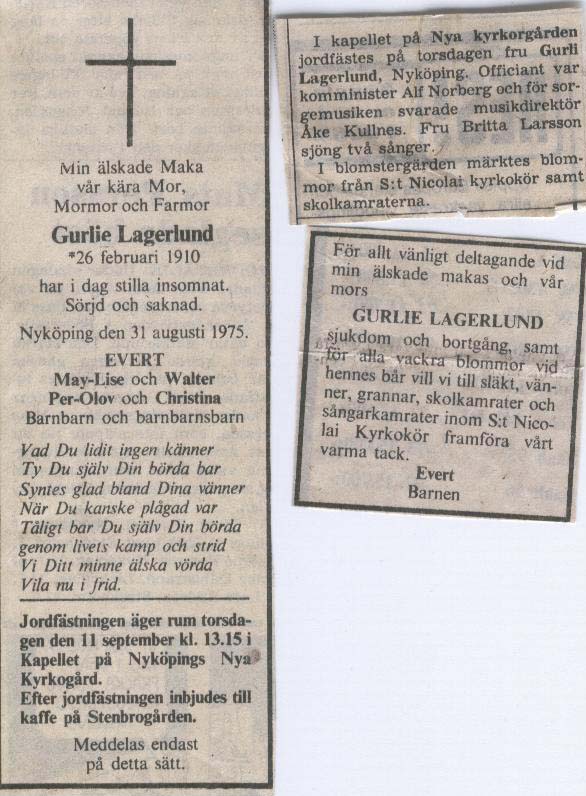 Min älskade Maka
vår kära Mor,
Mormor och Farmor
Gurlie Lagerlund
*26 februari 1910
har i dag stilla insomnat.
Sörjd och saknad.
Nyköping den 31 augusti 1975.
EVERT
May-Lise och Walter
Per-Olov och Christina
Barnbarn och barnbarnsbarn
Vad Du lidit ingen känner
Ty Du själv Din börda bar
Syntes glad bland Dina vänner
När Du kanske plågad var
Tåligt bar Du själv Din börda
genom livets kamp och strid
Vi Ditt minne älska vörda
Vila nu i frid.
Jordfästningen äger rum torsda-
gen den 11 september kl. 13.15 i
Kapellet på Nyköpings Nya
Kyrkogård.
Efter jordfästningen inbjudes till
kaffe på Stenbrogården.
Meddelas endast
på detta sätt.
I kapellet på Nya kyrkorgården
jordfästes på torsdagen fru Gurli
Lagerlund, Nyköping. Officiant var
komminister Alf Norberg och för sor-
gemusiken svarade musikdirektör
Åke Kullnes. Fru Britta Larsson
sjöng två sånger.
I blomstergärden märktes blom-
mor från S:t Nicolai kyrkokör samt
skolkamraterna.
För allt vänligt deltagande vid
min älskade makas och vår
mors
GURLIE LAGERLUND
sjukdom och bortgång, samt
för alla vackra blommor vid
hennes bår vill vi till släkt, vän-
ner, grannar, skolkamrater och
sångarkamrater inom S:t Nico-
lai Kyrkokör framföra vårt
varma tack.
Evert
Barnen